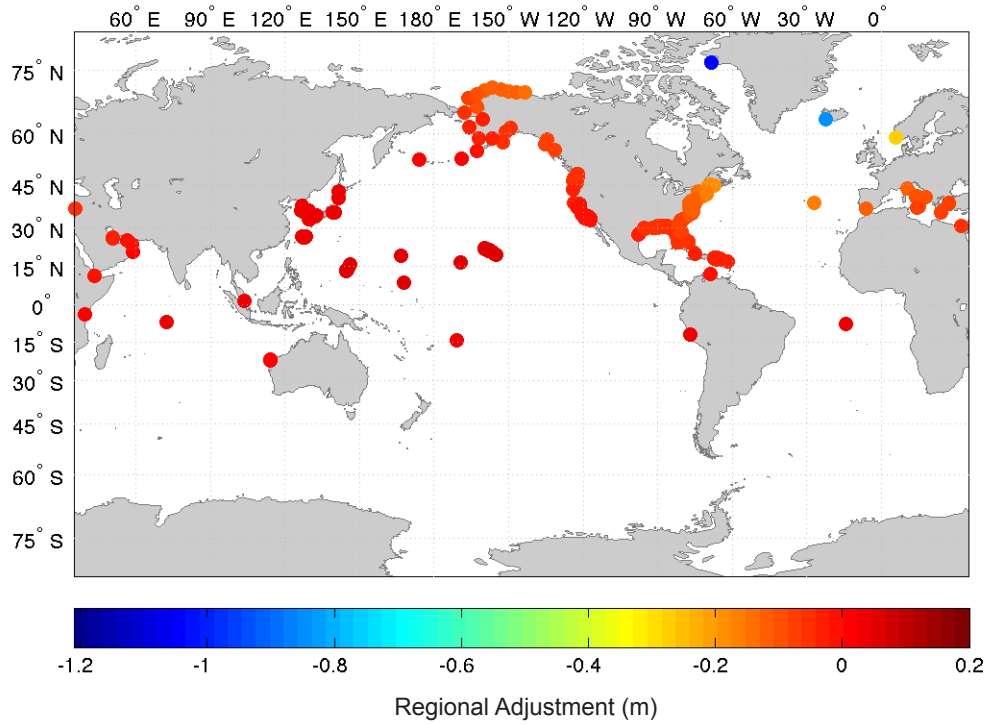 60° E 90° E 120° E 150° E 180° E 150° W 120° W 90° W 60° W 30° W 0°
75° N
60° N
45° N
30° N
15° N
0°
15° S
30° S
45° S
60° S
75° S
-1.2 -1 -0.8 -0.6 -0.4 -0.2 0 0.2
Regional Adjustment (m)